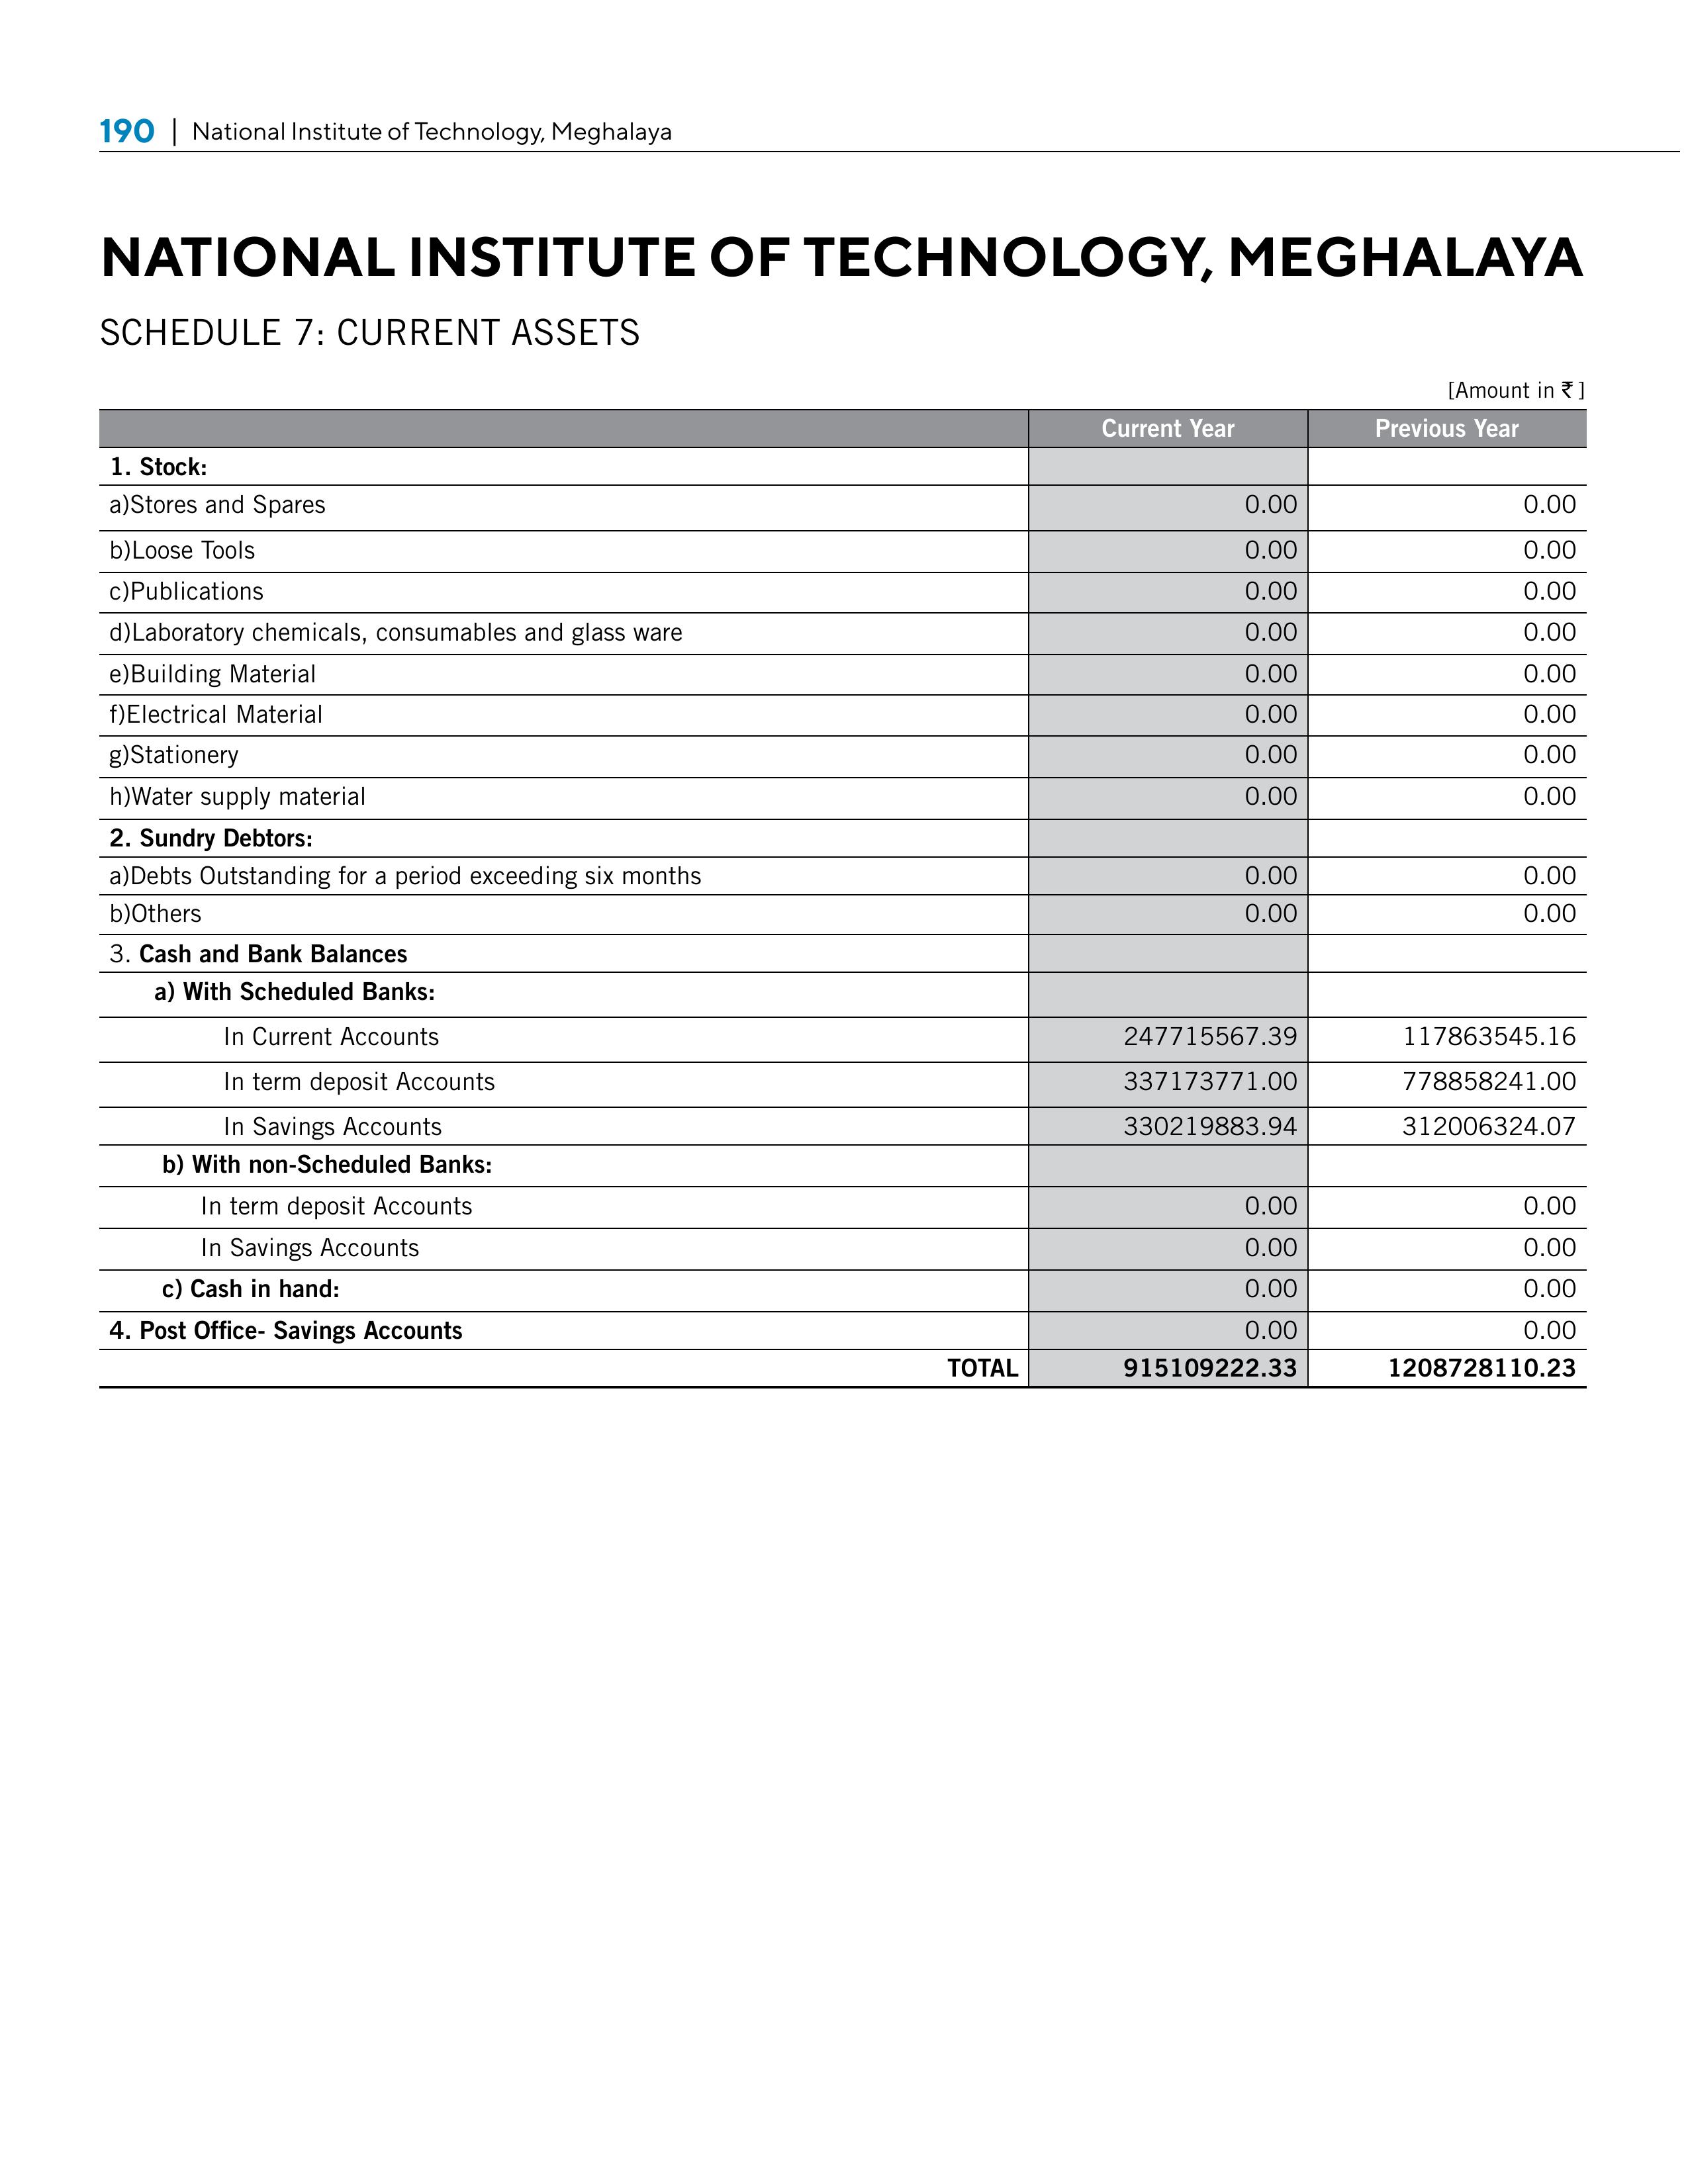 190 | National Institute of Technology, Meghalaya
NATIONAL INSTITUTE OF TECHNOLOGY, MEGHALAYA
SCHEDULE 7: CURRENT ASSETS
[Amount in ₹ ]
Current Year Previous Year
1. Stock:
a)Stores and Spares 0.00 0.00
b)Loose Tools 0.00 0.00
c)Publications 0.00 0.00
d)Laboratory chemicals, consumables and glass ware 0.00 0.00
e)Building Material 0.00 0.00
f)Electrical Material 0.00 0.00
g)Stationery 0.00 0.00
h)Water supply material 0.00 0.00
2. Sundry Debtors:
a)Debts Outstanding for a period exceeding six months 0.00 0.00
b)Others 0.00 0.00
3. Cash and Bank Balances
a) With Scheduled Banks:
In Current Accounts 247715567.39 117863545.16
In term deposit Accounts 337173771.00 778858241.00
In Savings Accounts 330219883.94 312006324.07
b) With non-Scheduled Banks:
In term deposit Accounts 0.00 0.00
In Savings Accounts 0.00 0.00
c) Cash in hand: 0.00 0.00
4. Post Office- Savings Accounts 0.00 0.00
TOTAL 915109222.33 1208728110.23